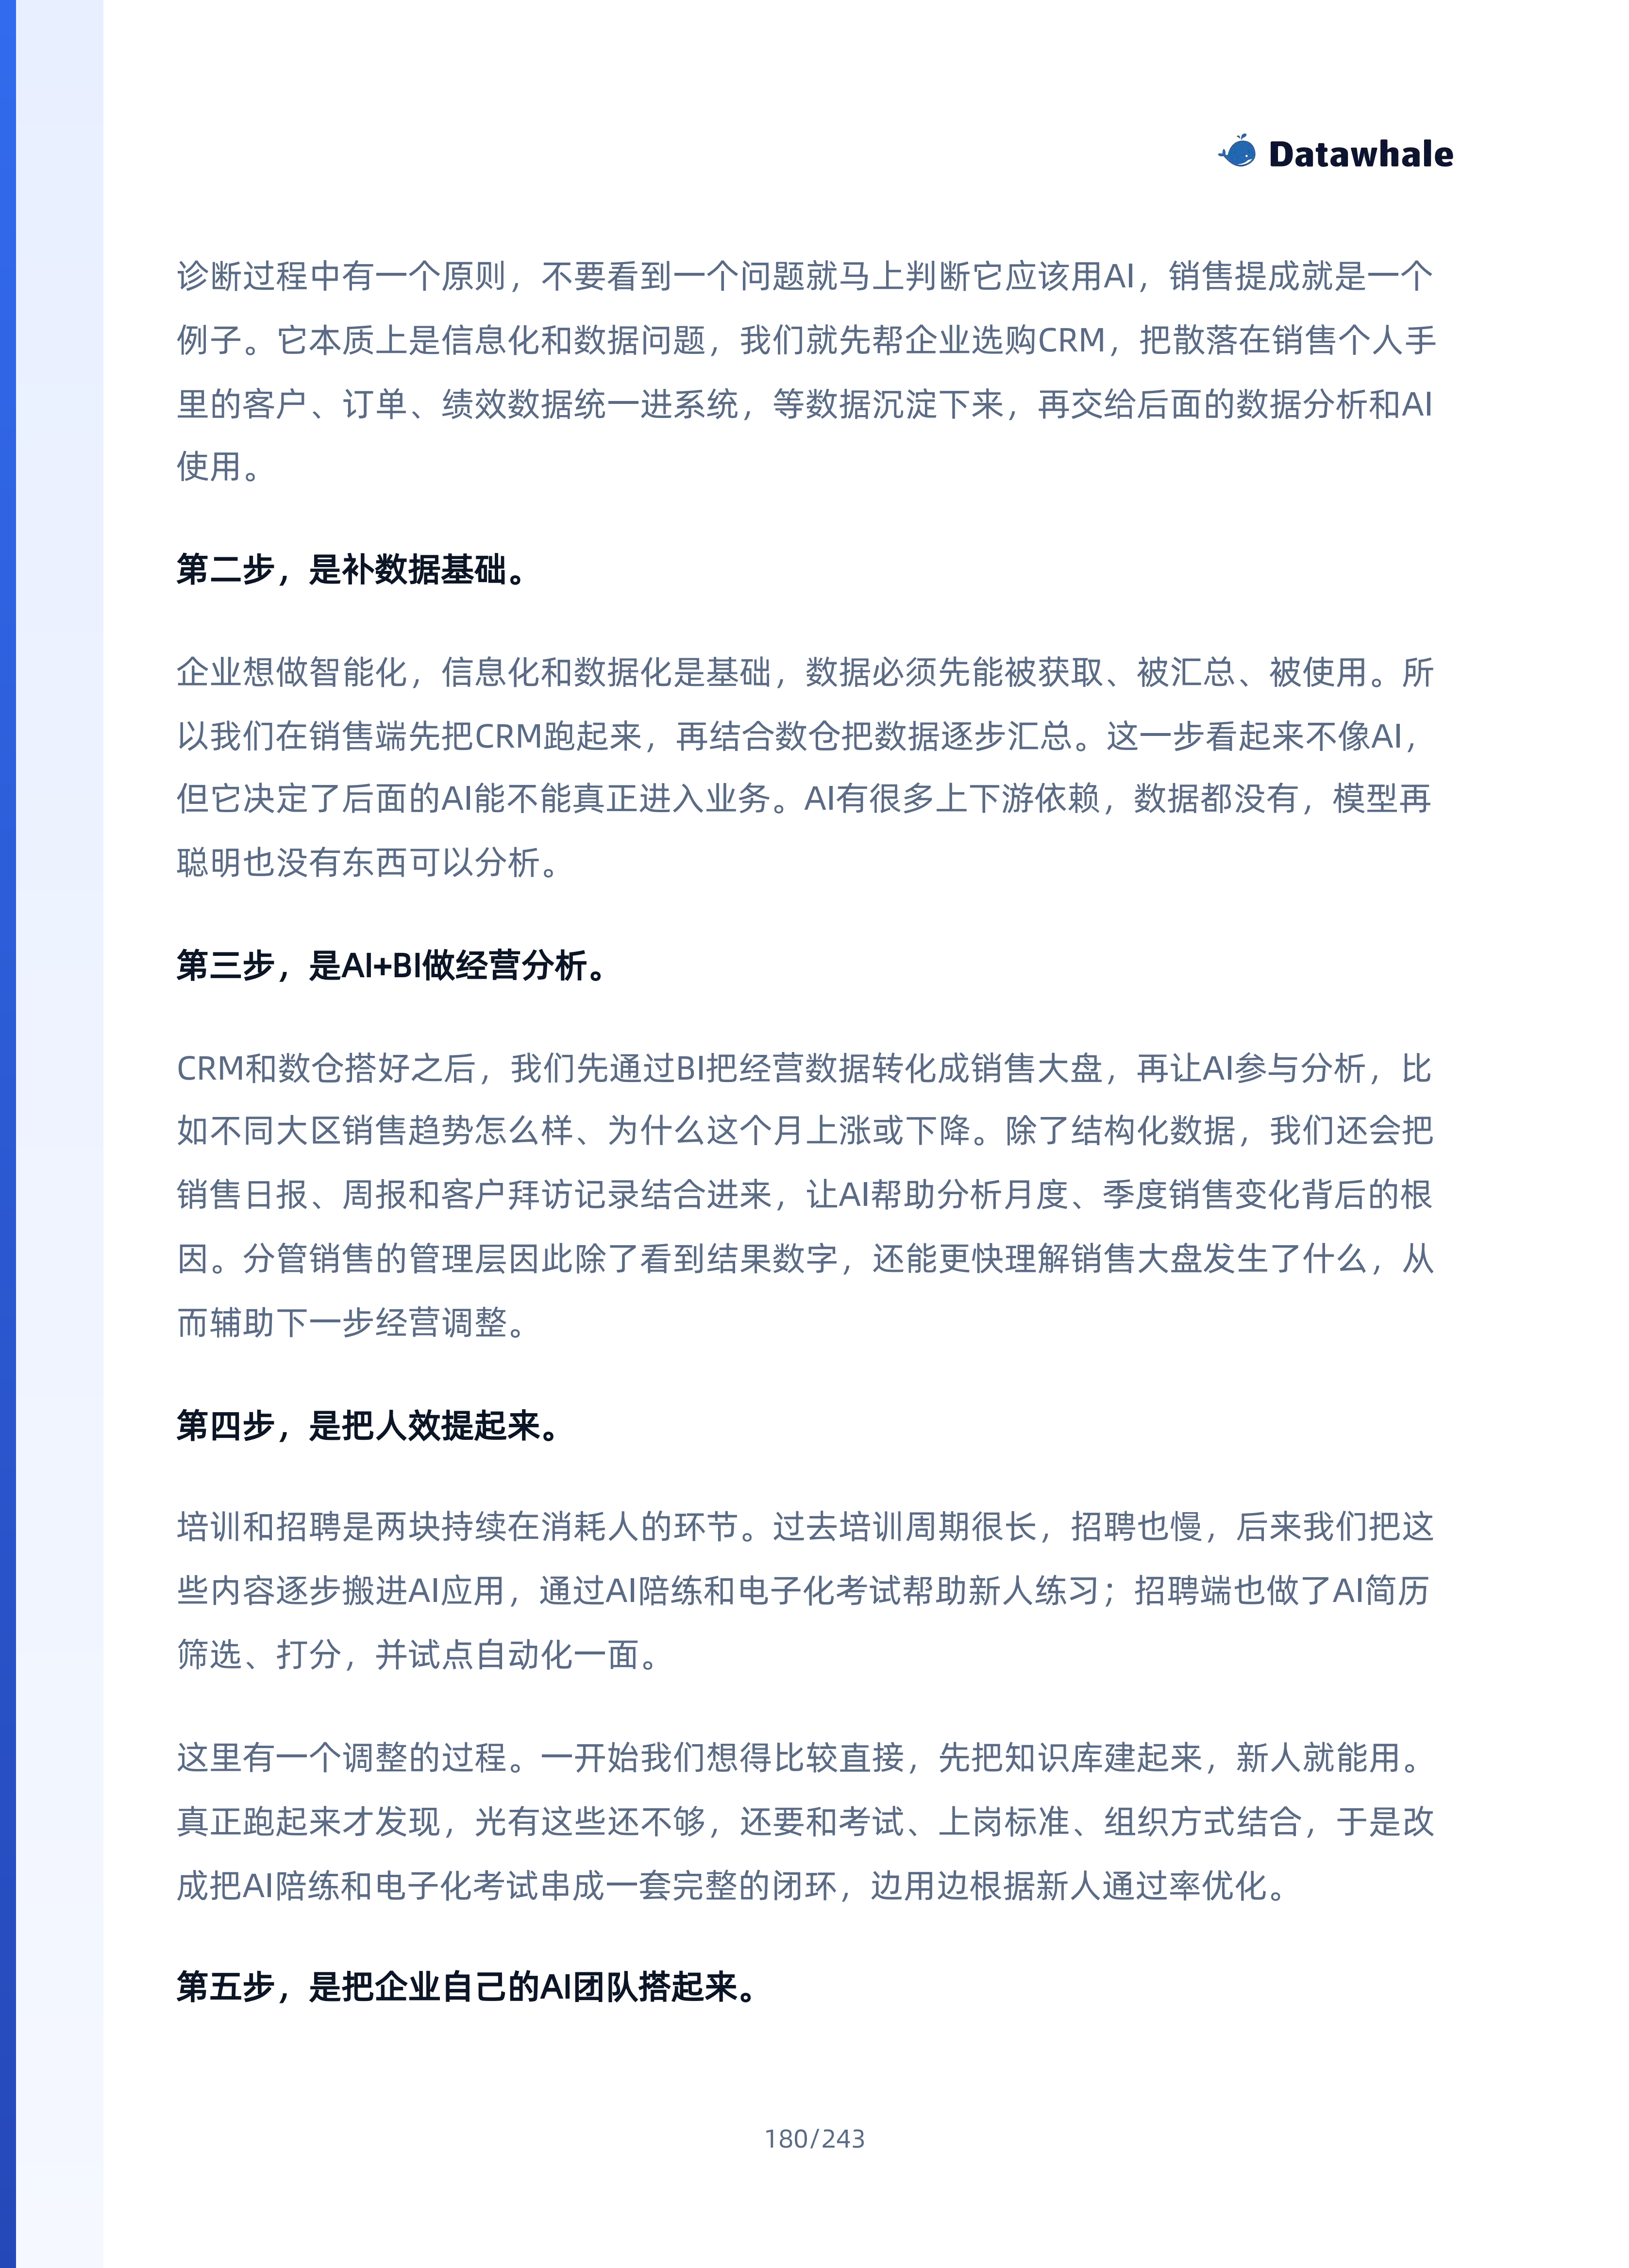 Datawhale
诊断过程中有一个原则，不要看到一个问题就马上判断它应该用AI，销售提成就是一个
例子。它本质上是信息化和数据问题，我们就先帮企业选购CRM，把散落在销售个人手
里的客户、订单、绩效数据统一进系统，等数据沉淀下来，再交给后面的数据分析和AI
使用。
第二步，是补数据基础。
企业想做智能化，信息化和数据化是基础，数据必须先能被获取、被汇总、被使用。所
以我们在销售端先把CRM跑起来，再结合数仓把数据逐步汇总。这一步看起来不像AI，
但它决定了后面的AI能不能真正进入业务。AI有很多上下游依赖，数据都没有，模型再
聪明也没有东西可以分析。
第三步，是AI+BI做经营分析。
CRM和数仓搭好之后，我们先通过BI把经营数据转化成销售大盘，再让AI参与分析，比
如不同大区销售趋势怎么样、为什么这个月上涨或下降。除了结构化数据，我们还会把
销售日报、周报和客户拜访记录结合进来，让AI帮助分析月度、季度销售变化背后的根
因。分管销售的管理层因此除了看到结果数字，还能更快理解销售大盘发生了什么，从
而辅助下一步经营调整。
第四步，是把人效提起来。
培训和招聘是两块持续在消耗人的环节。过去培训周期很长，招聘也慢，后来我们把这
些内容逐步搬进AI应用，通过AI陪练和电子化考试帮助新人练习；招聘端也做了AI简历
筛选、打分，并试点自动化一面。
这里有一个调整的过程。一开始我们想得比较直接，先把知识库建起来，新人就能用。
真正跑起来才发现，光有这些还不够，还要和考试、上岗标准、组织方式结合，于是改
成把AI陪练和电子化考试串成一套完整的闭环，边用边根据新人通过率优化。
第五步，是把企业自己的AI团队搭起来。
180/243